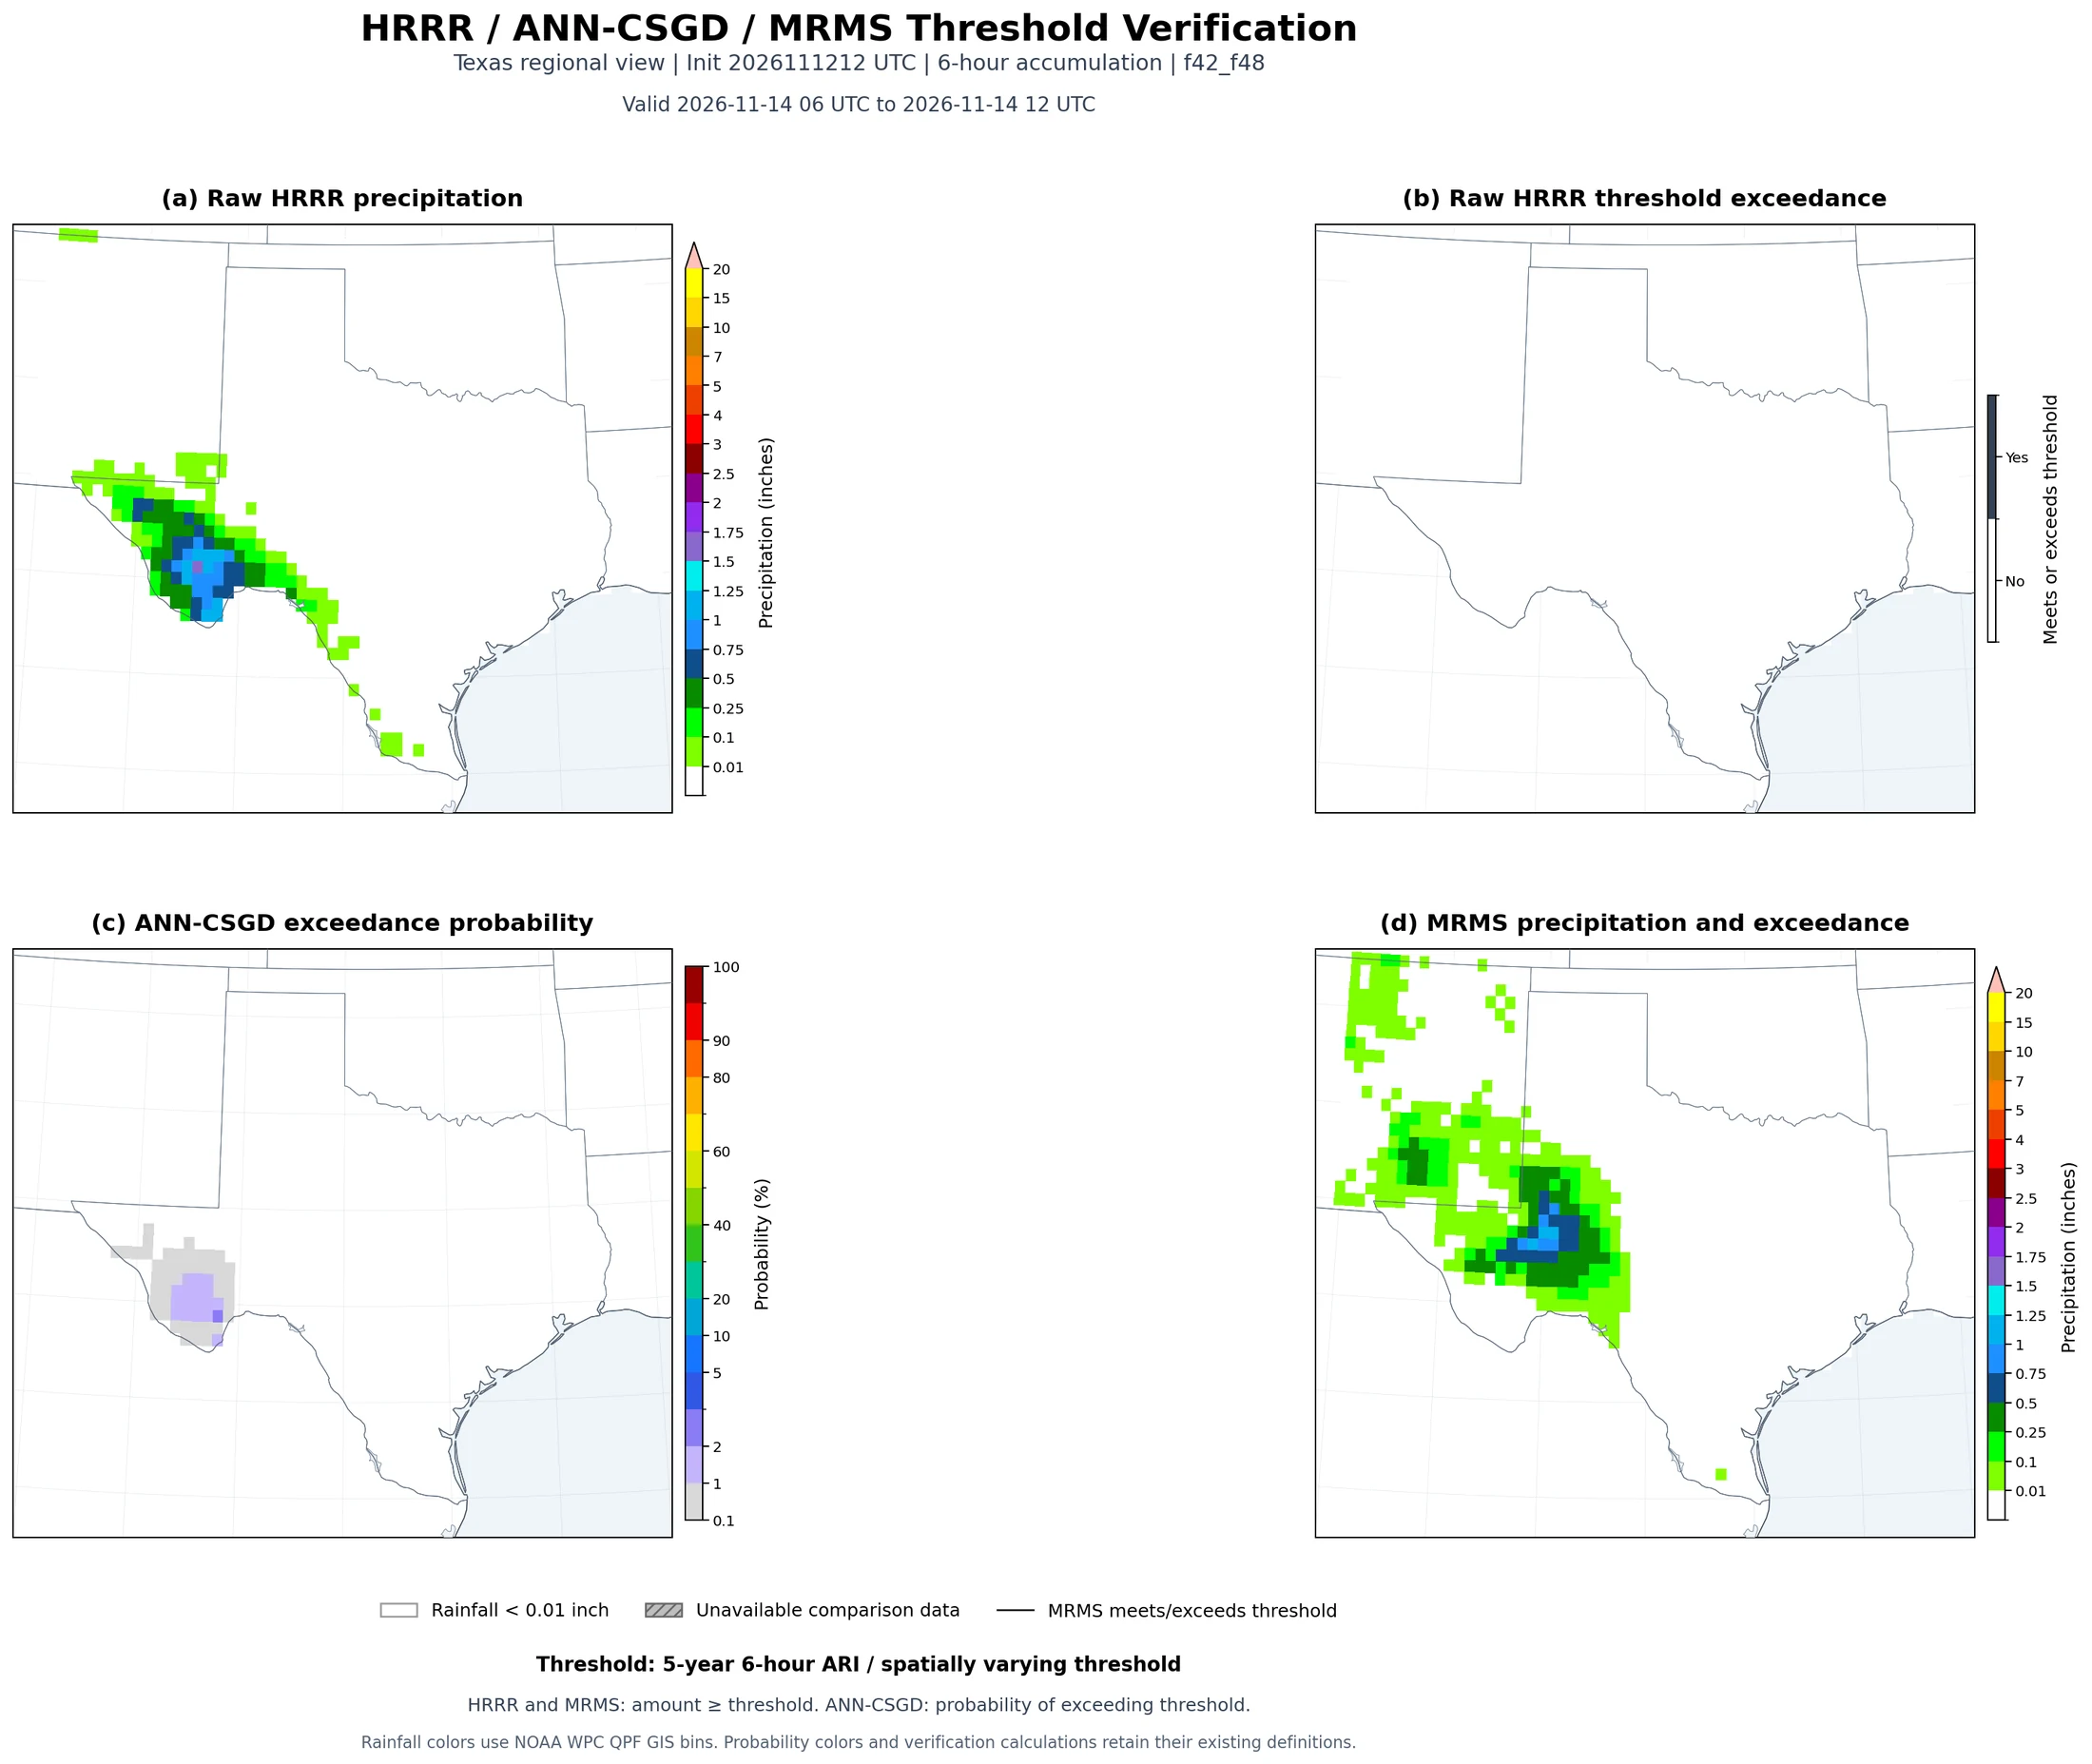 HRRR / ANN-CSGD / MRMS Threshold Verification
Texas regional view | Init 2026111212 UTC | 6-hour accumulation | f42_f48
Valid 2026-11-14 06 UTC to 2026-11-14 12 UTC
(a) Raw HRRR precipitation
20
15
10
7
5
4
3
2.5
2
1.75
1.5
1.25
1
0.75
0.5
0.25
0.1
0.01
Precipitation (inches)
(b) Raw HRRR threshold exceedance
Yes
No
Meets or exceeds threshold
(c) ANN-CSGD exceedance probability
100
90
80
60
40
20
10
5
2
1
0.1
Probability (%)
(d) MRMS precipitation and exceedance
20
15
10
7
5
4
3
2.5
2
1.75
1.5
1.25
1
0.75
0.5
0.25
0.1
0.01
Precipitation (inches)
Rainfall < 0.01 inch
Unavailable comparison data
MRMS meets/exceeds threshold
Threshold: 5-year 6-hour ARI / spatially varying threshold
HRRR and MRMS: amount ≥ threshold. ANN-CSGD: probability of exceeding threshold.
Rainfall colors use NOAA WPC QPF GIS bins. Probability colors and verification calculations retain their existing definitions.